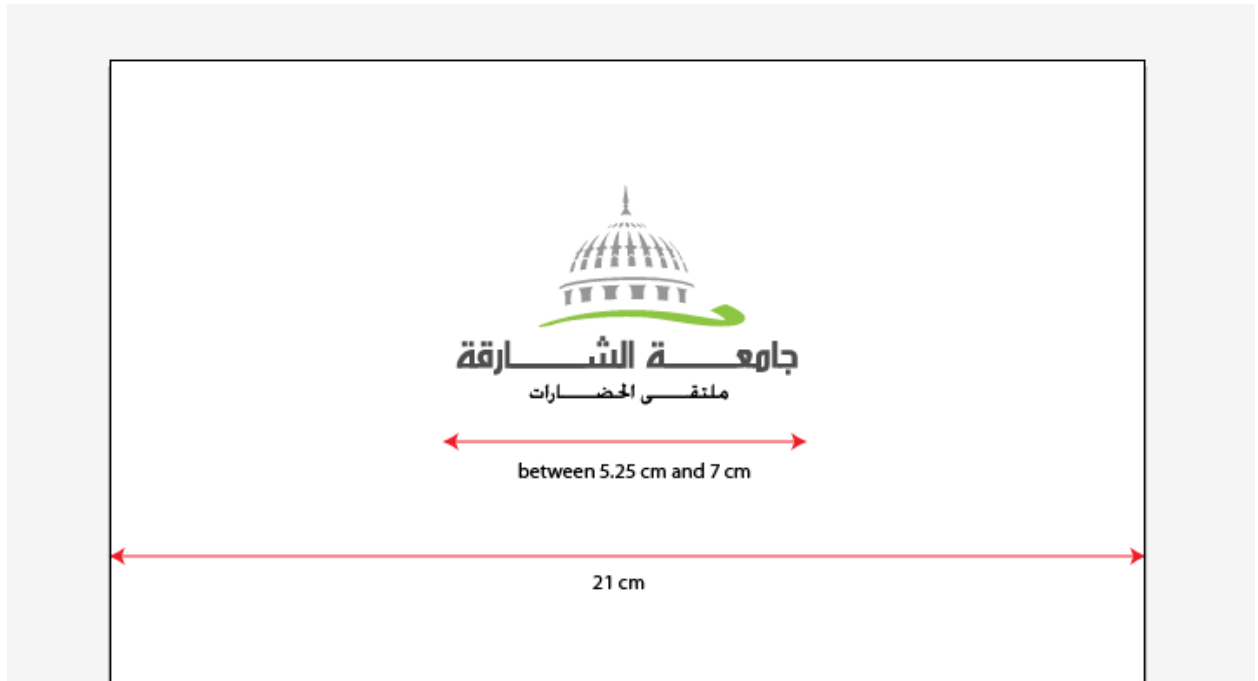 جامعة الشارقة
ملتقى الحضارات
between 5.25 cm and 7 cm
21 cm